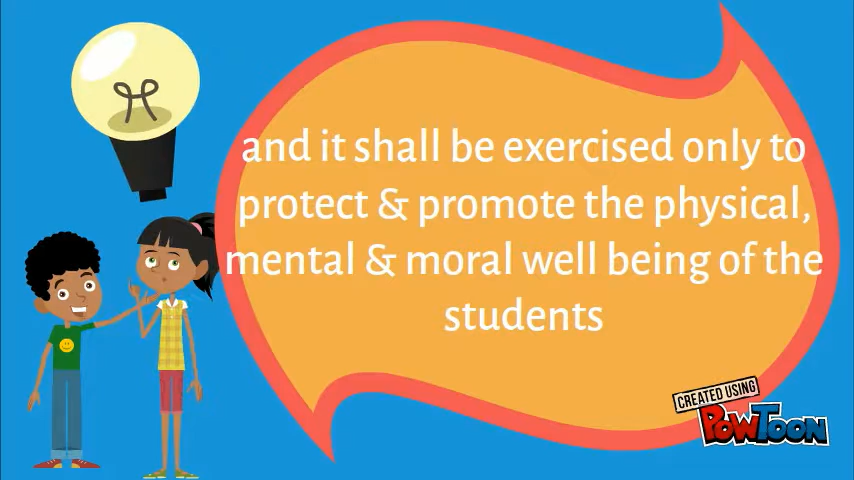 and it shall be exercised only to
protect & promote the physical,
mental & moral well being of the
students
CREATED USING
POWTOON